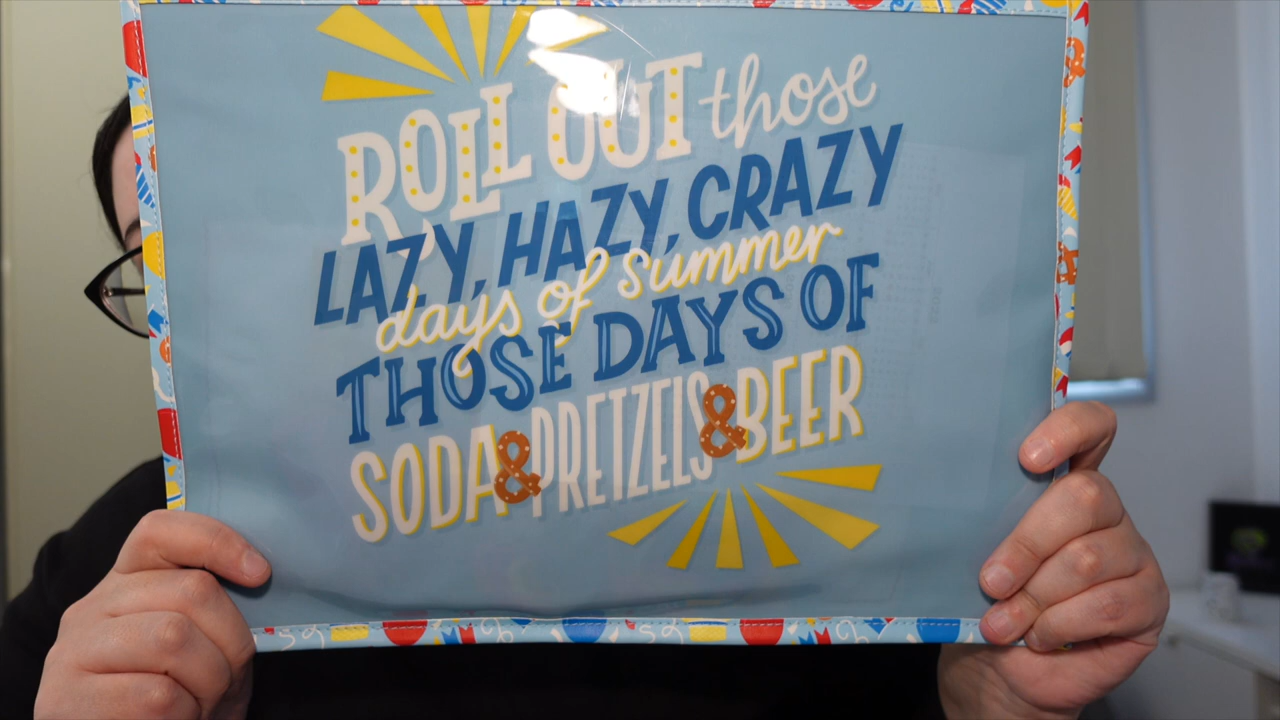 ROLL OUT those
LAZY, HAZY, CRAZY
days of summer
THOSE DAYS OF
SODA & PRETZELS & BEER